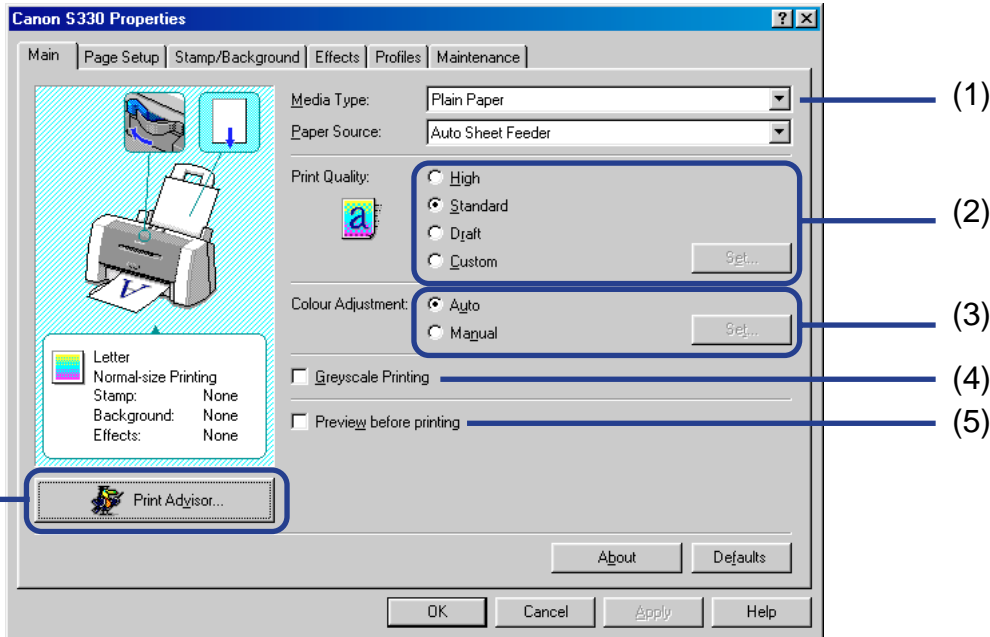 Canon S330 Properties
Main Page Setup Stamp/Background Effects Profiles Maintenance
Media Type: Plain Paper (1)
Paper Source: Auto Sheet Feeder
Print Quality: High
Standard (2)
Draft
Custom Set...
Colour Adjustment: Auto (3)
Manual Set...
Greyscale Printing (4)
Preview before printing (5)
a
A
Letter
Normal-size Printing
Stamp: None
Background: None
Effects: None
Print Advisor...
About Defaults
OK Cancel Apply Help